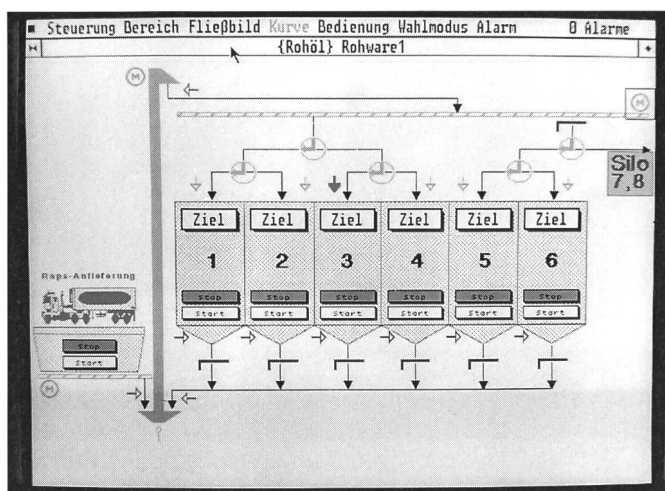 Steuerung Bereich Fließbild Kurve Bedienung Wahlmodus Alarm 0 Alarme
{Rohöl} Rohware1
M
M
Silo
7,8
Ziel Ziel Ziel Ziel Ziel Ziel
1 2 3 4 5 6
Raps-Anlieferung
Stop Stop Stop Stop Stop Stop
Start Start Start Start Start Start
Stop
Start
M